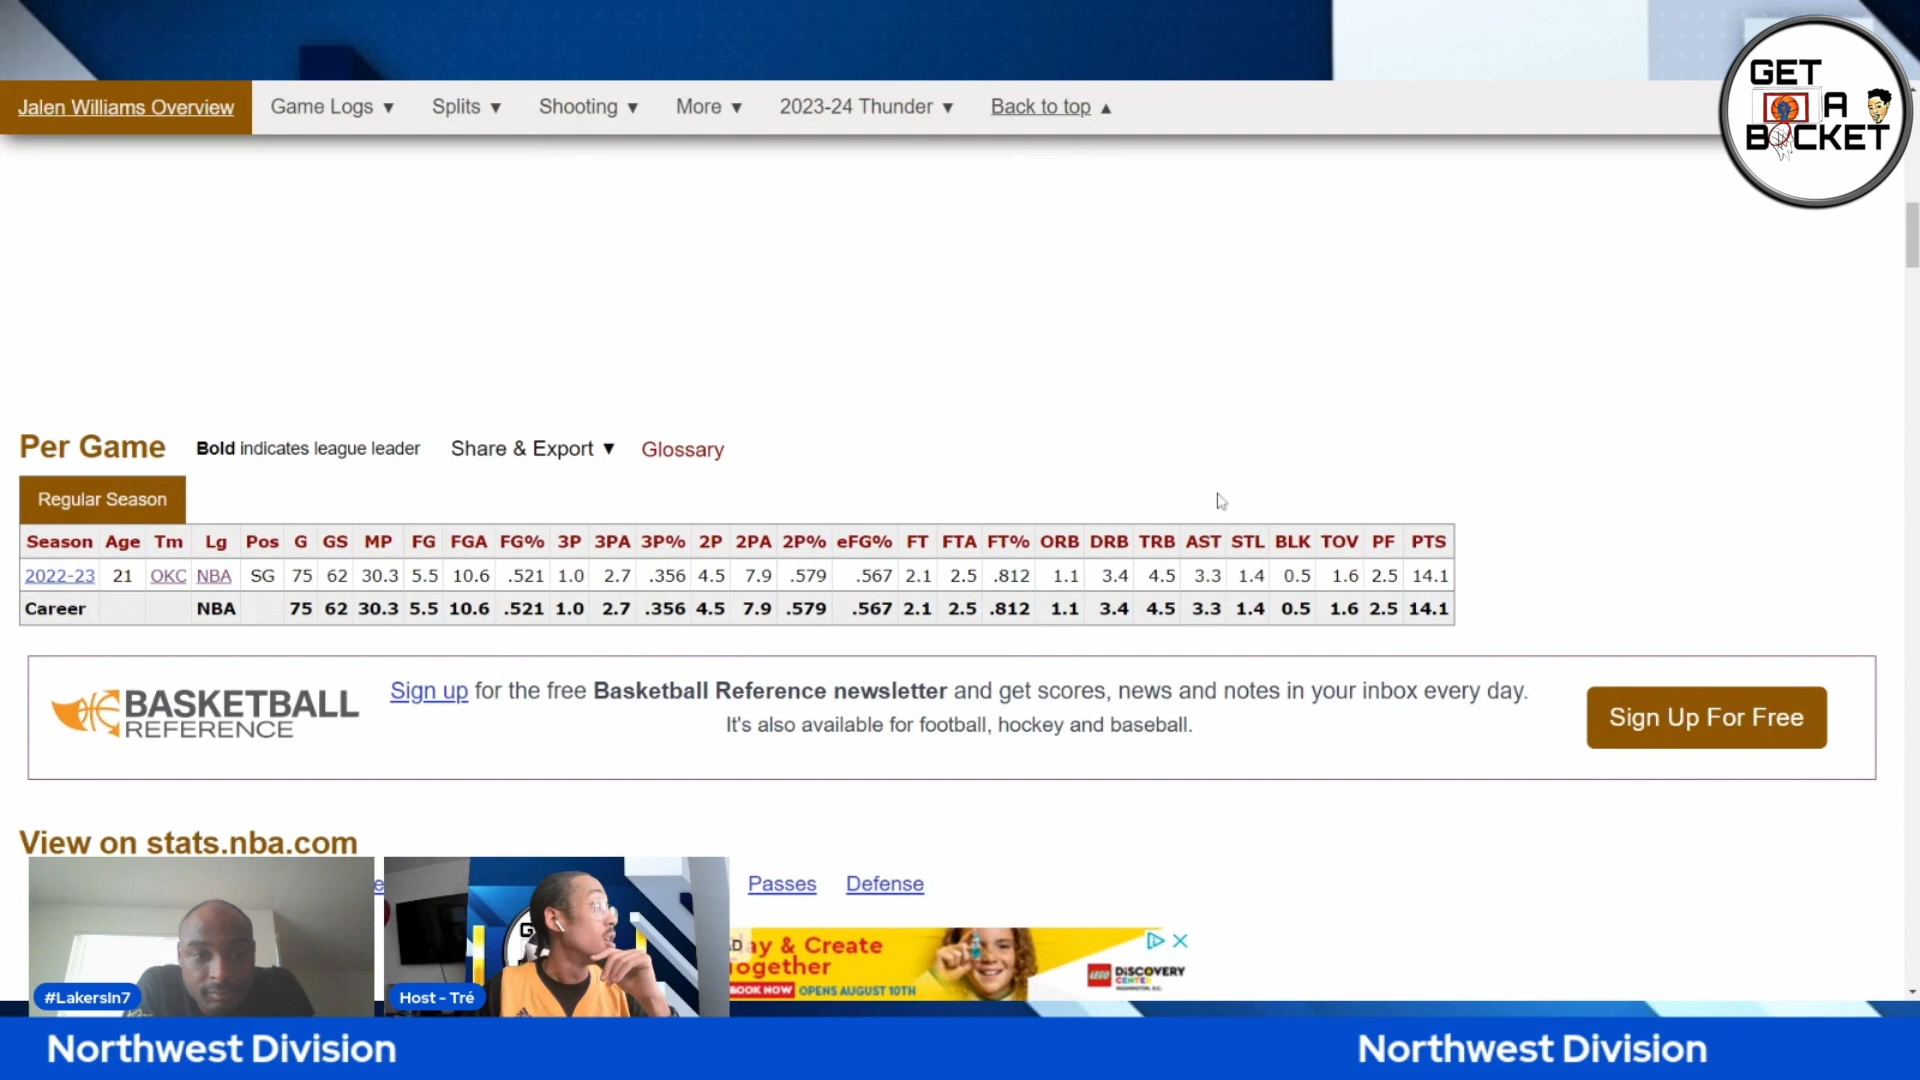 GET
A
BUCKET
Jalen Williams Overview Game Logs ▼ Splits ▼ Shooting ▼ More ▼ 2023-24 Thunder ▼ Back to top ▲
Per Game Bold indicates league leader Share & Export ▼ Glossary
Regular Season
Season Age Tm Lg Pos G GS MP FG FGA FG% 3P 3PA 3P% 2P 2PA 2P% eFG% FT FTA FT% ORB DRB TRB AST STL BLK TOV PF PTS
2022-23 21 OKC NBA SG 75 62 30.3 5.5 10.6 .521 1.0 2.7 .356 4.5 7.9 .579 .567 2.1 2.5 .812 1.1 3.4 4.5 3.3 1.4 0.5 1.6 2.5 14.1
Career NBA 75 62 30.3 5.5 10.6 .521 1.0 2.7 .356 4.5 7.9 .579 .567 2.1 2.5 .812 1.1 3.4 4.5 3.3 1.4 0.5 1.6 2.5 14.1
BASKETBALL
REFERENCE
Sign up for the free Basketball Reference newsletter and get scores, news and notes in your inbox every day.
It's also available for football, hockey and baseball.
Sign Up For Free
View on stats.nba.com
Passes Defense
& Create
BOOK NOW OPENS AUGUST 10TH
LEGO DISCOVERY
CENTER
#LakersIn7
Host - Tré
Northwest Division Northwest Division